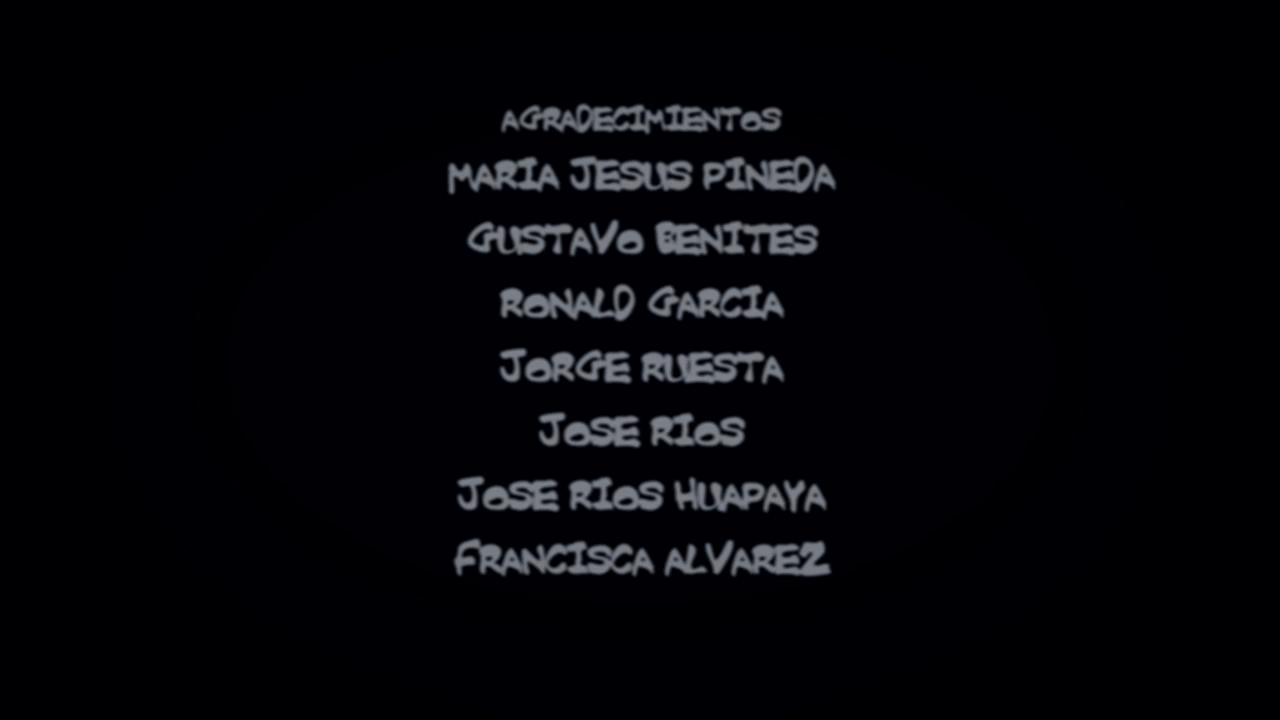 AGRADECIMIENTOS
MARIA JESUS PINEDA
GUSTAVO BENITES
RONALD GARCIA
JORGE RUESTA
JOSE RIOS
JOSE RIOS HUAPAYA
FRANCISCA ALVAREZ